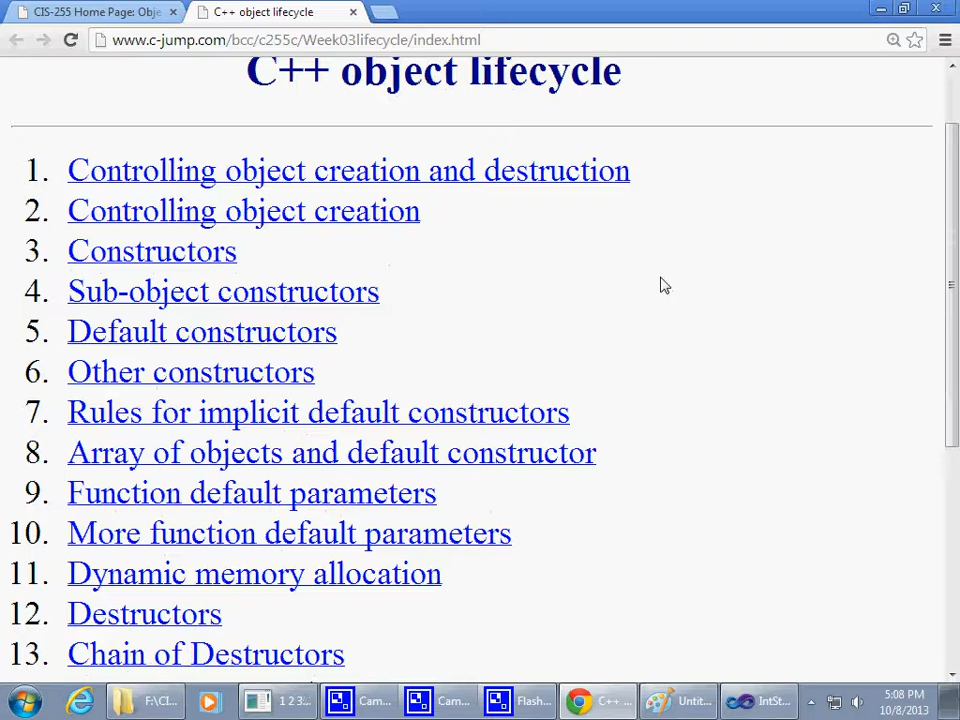 CIS-255 Home Page: Obje
C++ object lifecycle
www.c-jump.com/bcc/c255c/Week03lifecycle/index.html
C++ object lifecycle
1. Controlling object creation and destruction
2. Controlling object creation
3. Constructors
4. Sub-object constructors
5. Default constructors
6. Other constructors
7. Rules for implicit default constructors
8. Array of objects and default constructor
9. Function default parameters
10. More function default parameters
11. Dynamic memory allocation
12. Destructors
13. Chain of Destructors
F:\Cl...
1 2 3...
Cam...
Cam...
Flash...
C++ ...
Untit...
IntSt...
5:08 PM
10/8/2013